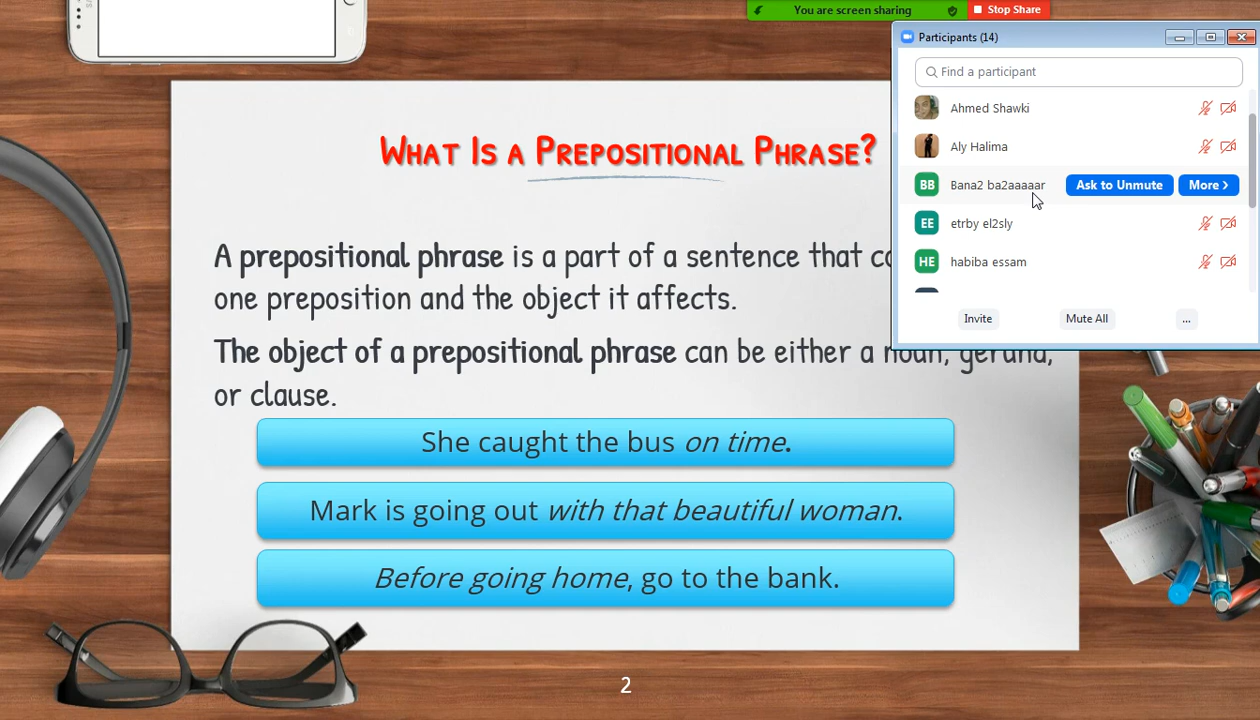 You are screen sharing
Stop Share
Participants (14)
Find a participant
Ahmed Shawki
Aly Halima
BB Bana2 ba2aaaaar Ask to Unmute More
EE etrby el2sly
HE habiba essam
Invite Mute All ...
What Is a Prepositional Phrase?
A prepositional phrase is a part of a sentence that
one preposition and the object it affects.
The object of a prepositional phrase can be either a noun, gerund,
or clause.
She caught the bus on time.
Mark is going out with that beautiful woman.
Before going home, go to the bank.
2